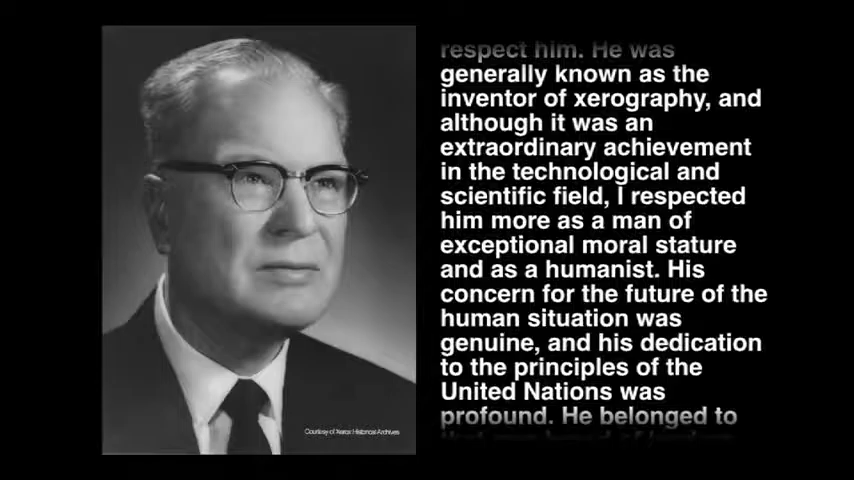 respect him. He was
generally known as the
inventor of xerography, and
although it was an
extraordinary achievement
in the technological and
scientific field, I respected
him more as a man of
exceptional moral stature
and as a humanist. His
concern for the future of the
human situation was
genuine, and his dedication
to the principles of the
United Nations was
profound. He belonged to
Courtesy of Xerox Historical Archives